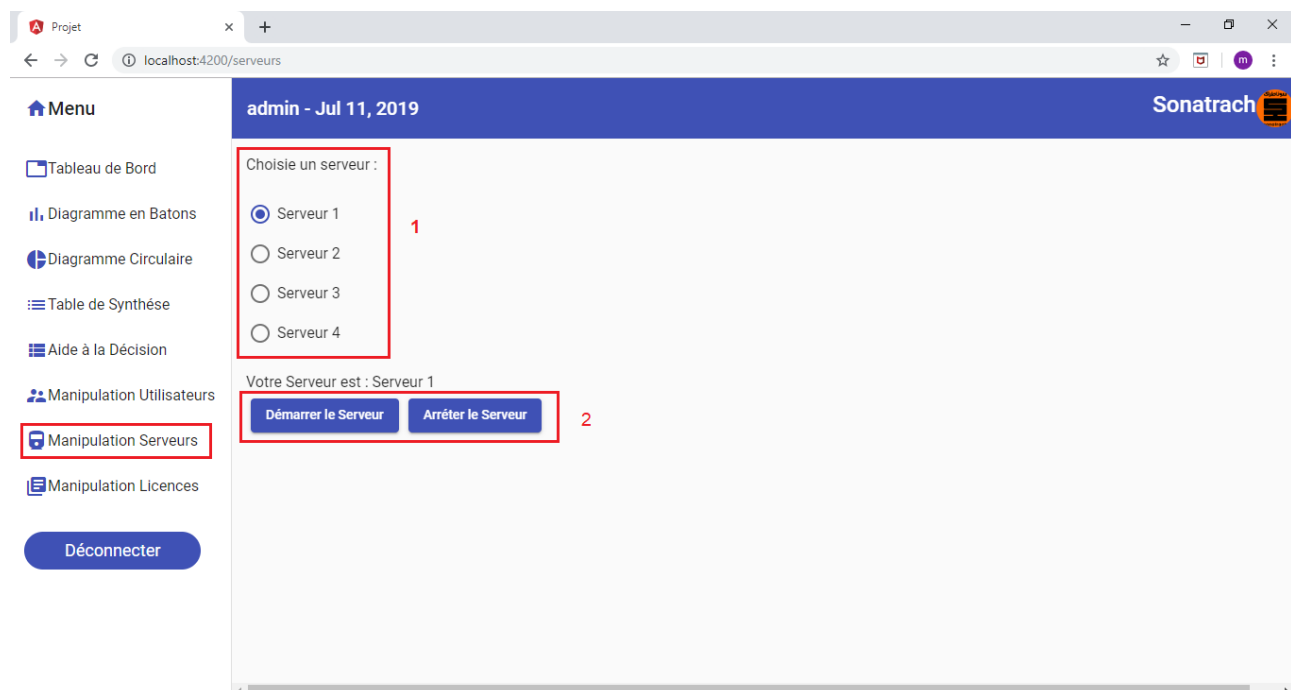 Projet
localhost:4200/serveurs
m
Menu
admin - Jul 11, 2019
Sonatrach
Tableau de Bord
Diagramme en Batons
Diagramme Circulaire
Table de Synthése
Aide à la Décision
Manipulation Utilisateurs
Manipulation Serveurs
Manipulation Licences
Déconnecter
Choisie un serveur :
Serveur 1
Serveur 2
Serveur 3
Serveur 4
1
Votre Serveur est : Serveur 1
Démarrer le Serveur
Arréter le Serveur
2